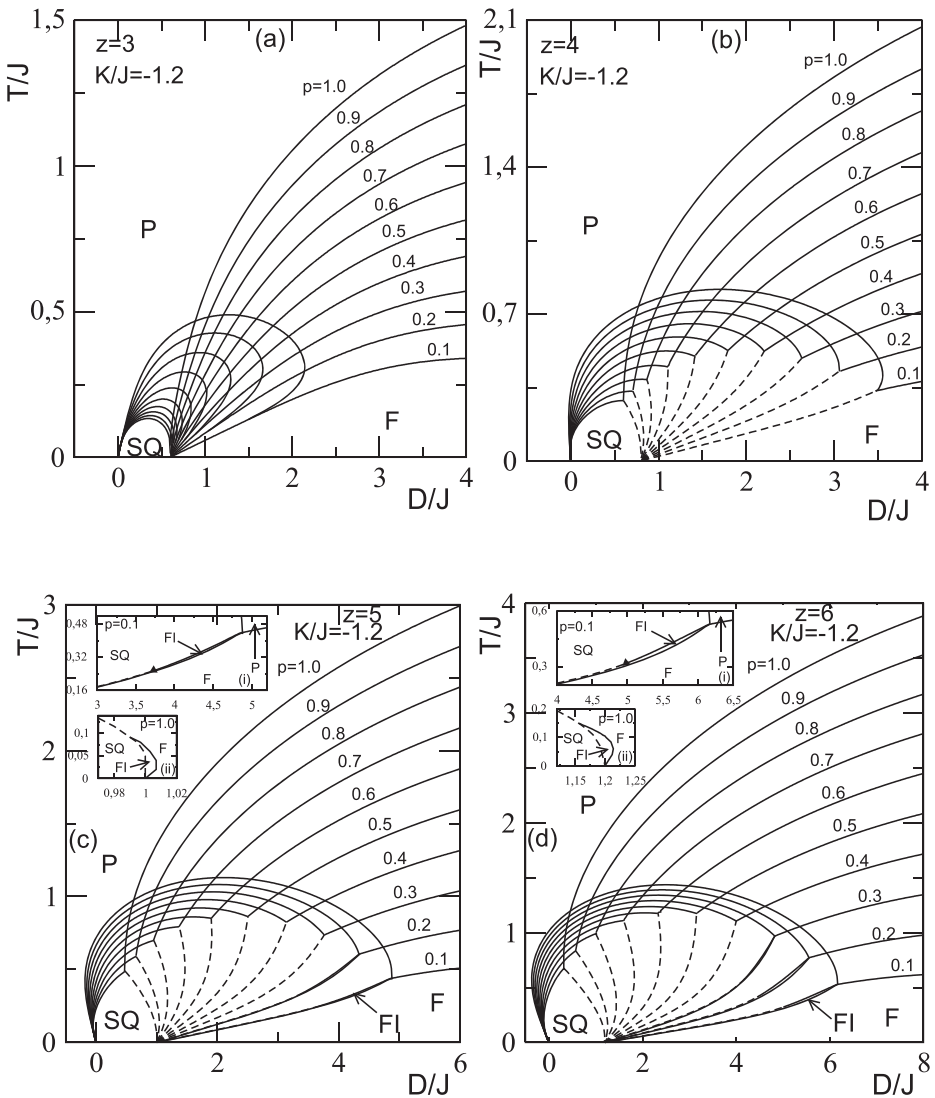 1,5
T/J
z=3
(a)
K/J=-1.2
p=1.0
0.9
0.8
1
0.7
0.6
P
0.5
0.4
0,5
0.3
0.2
0.1
F
SQ
0
0
1
2
3
4
D/J
2,1
T/J
z=4
(b)
K/J=-1.2
p=1.0
0.9
0.8
1,4
0.7
0.6
P
0.5
0.4
0,7
0.3
0.2
0.1
SQ
F
0
0
1
2
3
4
D/J
3
T/J
z=5
K/J=-1.2
0,48
p=0.1
FI
SQ
0,32
P
F
(i)
0,16
3
3,5
4
4,5
5
p=1.0
0.9
p=1.0
0,1
SQ
F
0,05
FI
(ii)
0
0,98
1
1,02
0.8
2
0.7
0.6
0.5
(c)
P
0.4
1
0.3
0.2
0.1
SQ
F
FI
0
0
1
2
3
4
5
6
D/J
4
T/J
z=6
K/J=-1.2
0,6
p=0.1
FI
SQ
P
0,3
F
(i)
4
4,5
5
5,5
6
6,5
p=1.0
0.9
3
0,2
p=1.0
SQ
F
0,1
FI
(ii)
0
1,15
1,2
1,25
0.8
0.7
P
0.6
2
0.5
(d)
0.4
0.3
1
0.2
0.1
SQ
FI
F
0
0
2
4
6
8
D/J